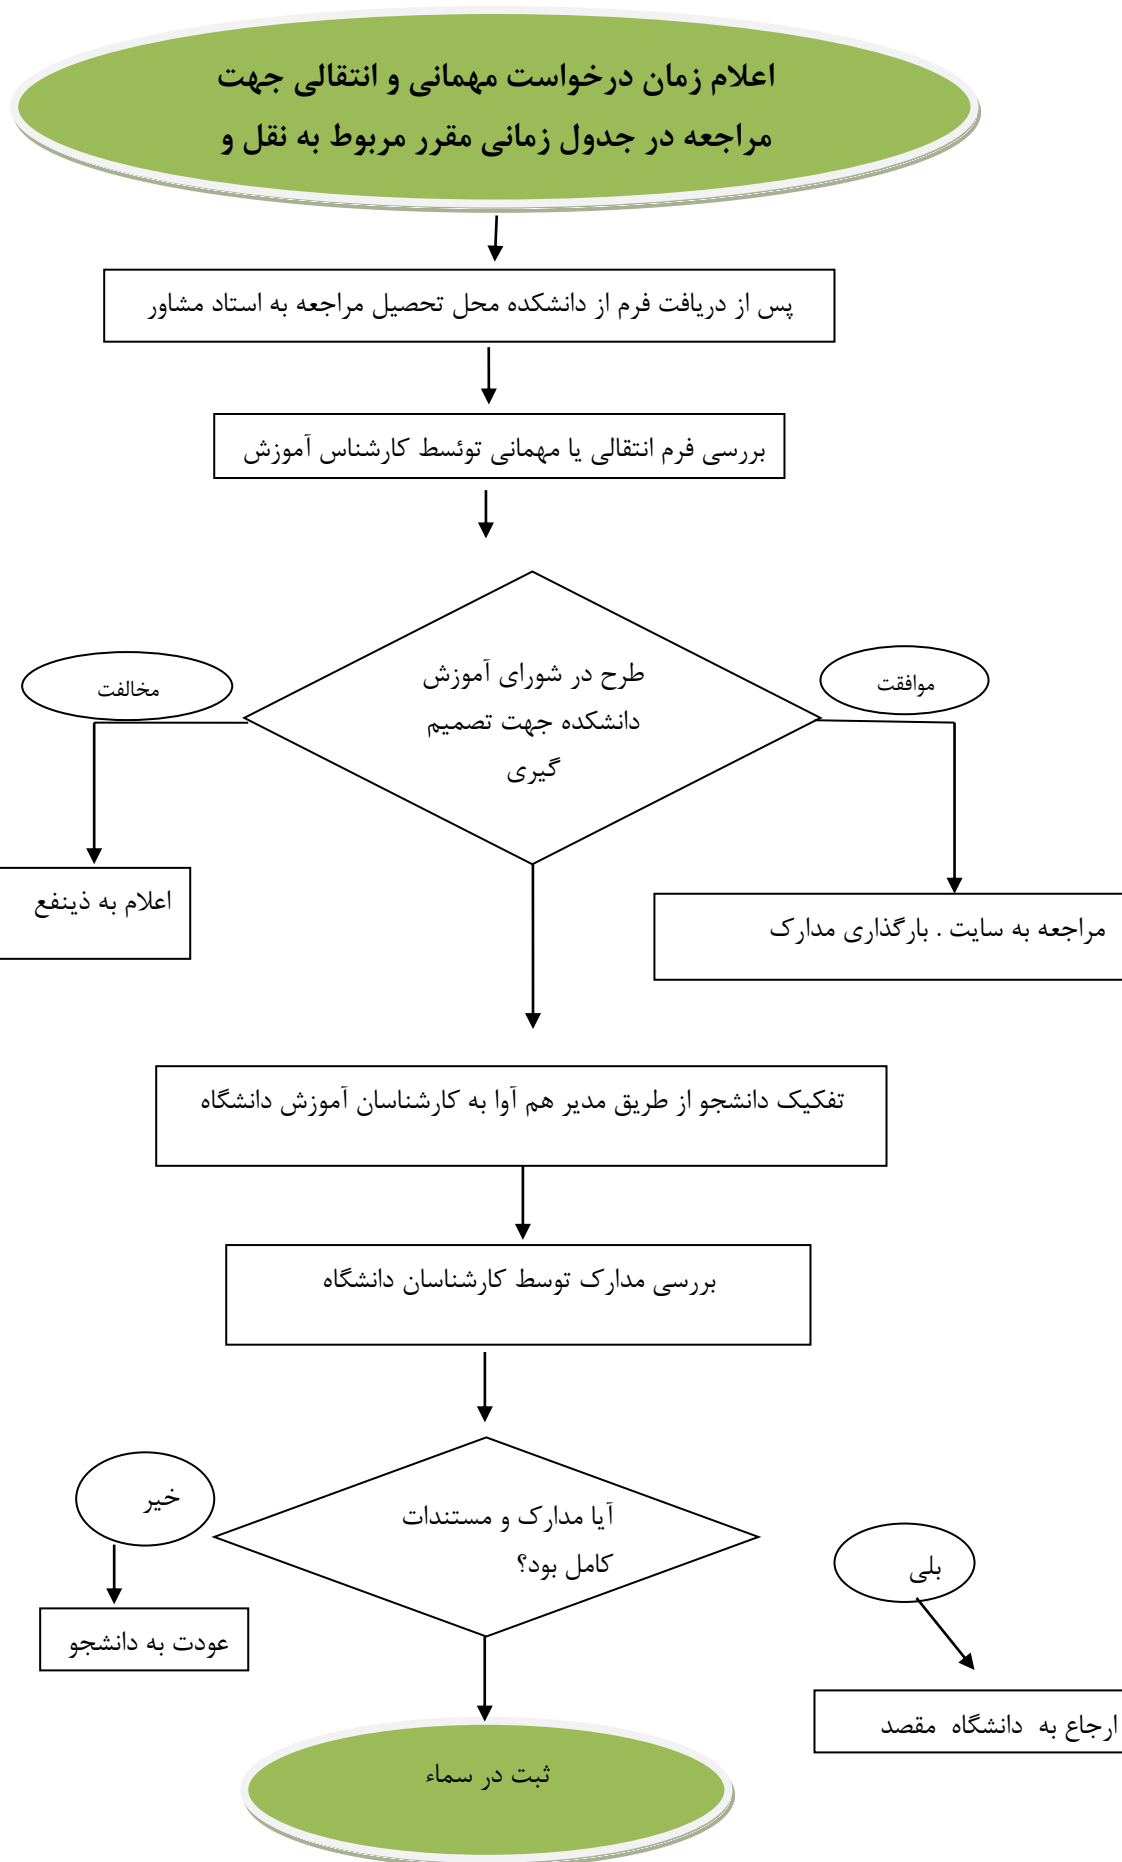 اعلام زمان درخواست مهمانی و انتقالی جهت
مراجعه در جدول زمانی مقرر مربوط به نقل و
پس از دریافت فرم از دانشکده محل تحصیل مراجعه به استاد مشاور
بررسی فرم انتقالی یا مهمانی توئسط کارشناس آموزش
طرح در شورای آموزش
دانشکده جهت تصمیم
گیری
موافقت
مخالفت
مراجعه به سایت . بارگذاری مدارک
اعلام به ذینفع
تفکیک دانشجو از طریق مدیر هم آوا به کارشناسان آموزش دانشگاه
بررسی مدارک توسط کارشناسان دانشگاه
آیا مدارک و مستندات
کامل بود؟
بلی
خیر
ارجاع به دانشگاه مقصد
عودت به دانشجو
ثبت در سماء